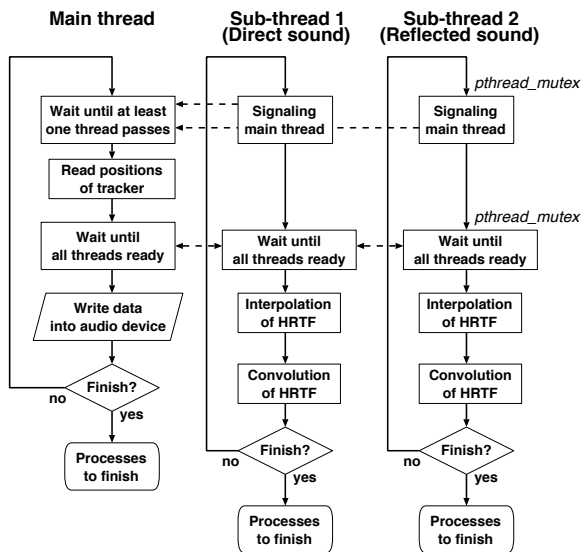 Main thread
Wait until at least
one thread passes
Read positions
of tracker
Wait until
all threads ready
Write data
into audio device
Finish?
no
yes
Processes
to finish
Sub-thread 1
(Direct sound)
Signaling
main thread
Wait until
all threads ready
Interpolation
of HRTF
Convolution
of HRTF
Finish?
no
yes
Processes
to finish
Sub-thread 2
(Reflected sound)
pthread_mutex
Signaling
main thread
pthread_mutex
Wait until
all threads ready
Interpolation
of HRTF
Convolution
of HRTF
Finish?
no
yes
Processes
to finish